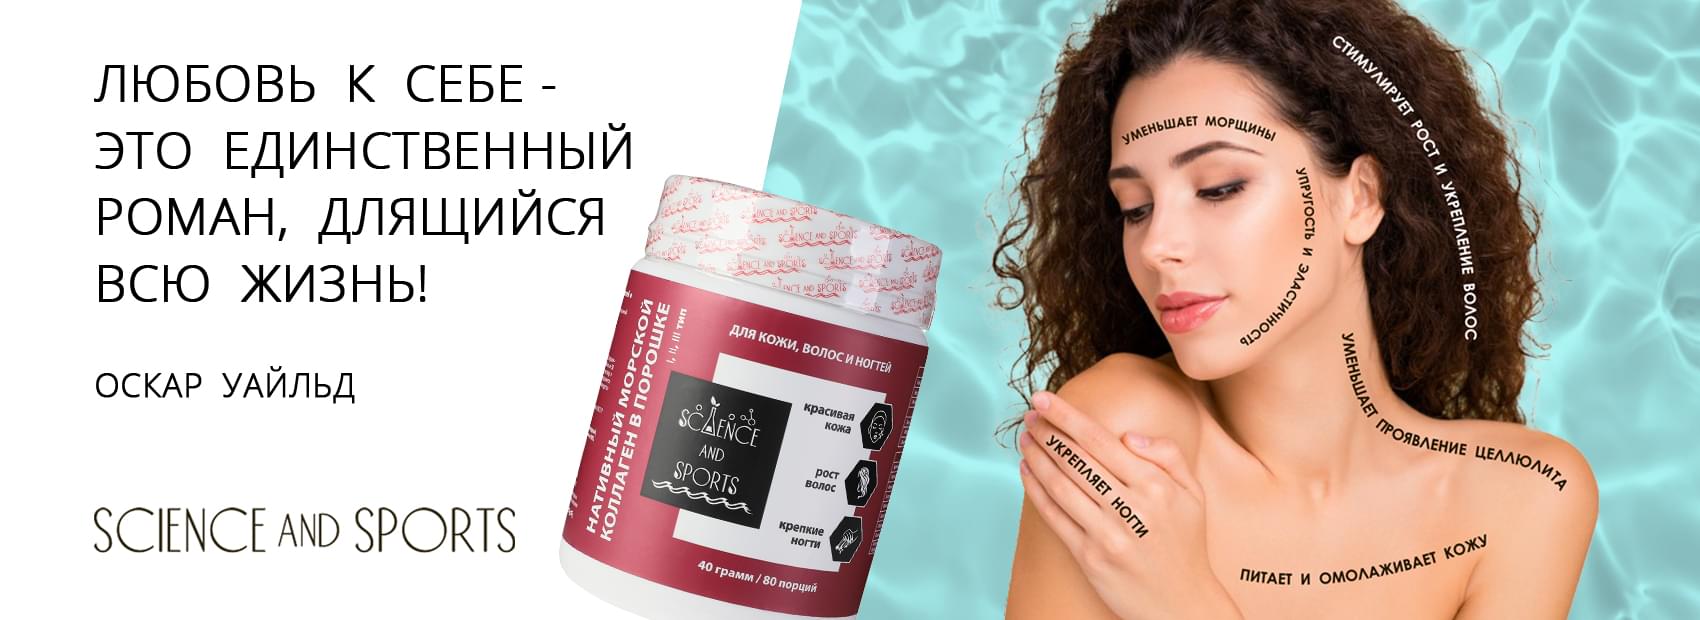 ЛЮБОВЬ К СЕБЕ -
ЭТО ЕДИНСТВЕННЫЙ
РОМАН, ДЛЯЩИЙСЯ
ВСЮ ЖИЗНЬ!
ОСКАР УАЙЛЬД
SCIENCE AND SPORTS
НАТИВНЫЙ МОРСКОЙ
КОЛЛАГЕН В ПОРОШКЕ
I, II, III тип
ДЛЯ КОЖИ, ВОЛОС И НОГТЕЙ
SCIENCE
AND
SPORTS
красивая
кожа
рост
волос
крепкие
ногти
40 грамм / 80 порций
УМЕНЬШАЕТ МОРЩИНЫ
УПРУГОСТЬ И ЭЛАСТИЧНОСТЬ
СТИМУЛИРУЕТ РОСТ И УКРЕПЛЕНИЕ ВОЛОС
УМЕНЬШАЕТ ПРОЯВЛЕНИЕ ЦЕЛЛЮЛИТА
УКРЕПЛЯЕТ НОГТИ
ПИТАЕТ И ОМОЛАЖИВАЕТ КОЖУ